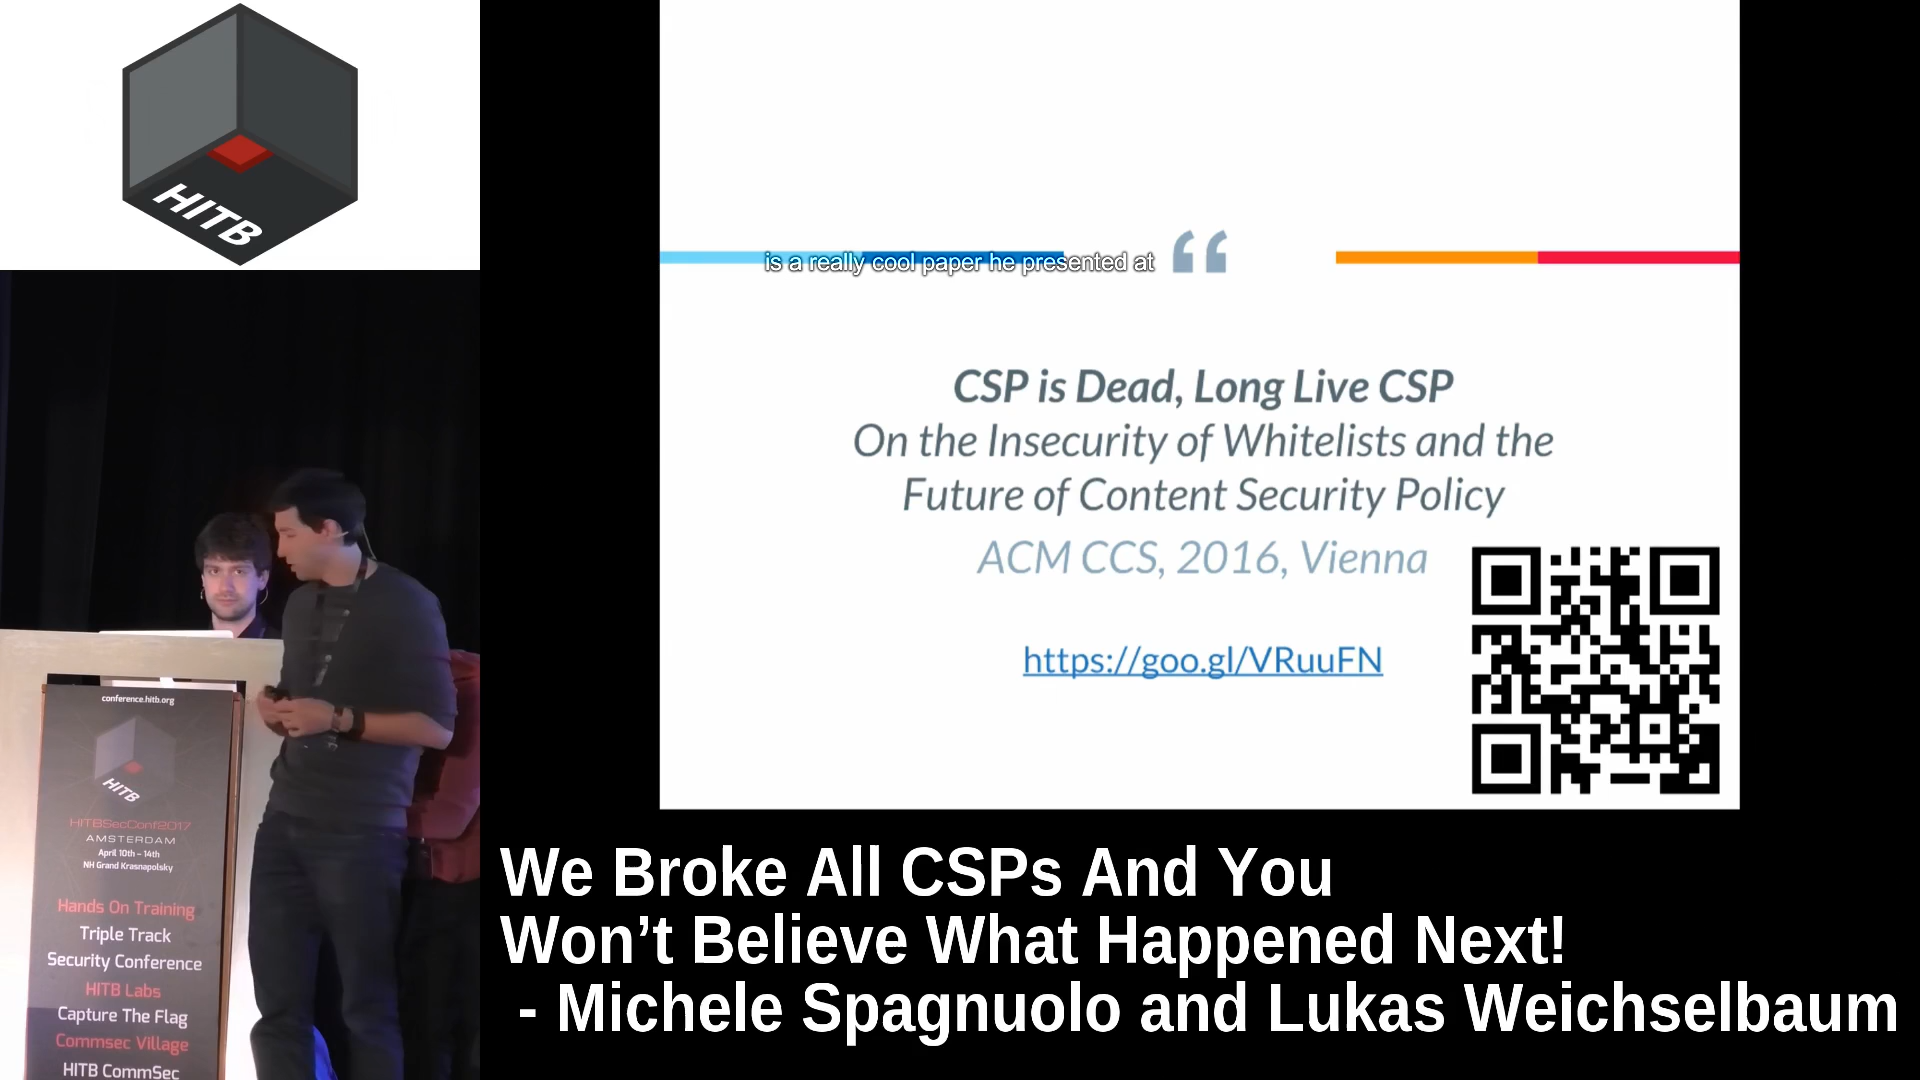 HITB
is a really cool paper he presented at
“
CSP is Dead, Long Live CSP
On the Insecurity of Whitelists and the
Future of Content Security Policy
ACM CCS, 2016, Vienna
https://goo.gl/VRuuFN
conference.hitb.org
HITB
HITBSecConf2017
AMSTERDAM
April 10th - 14th
NH Grand Krasnapolsky
Hands On Training
Triple Track
Security Conference
HITB Labs
Capture The Flag
Commsec Village
HITB CommSec
We Broke All CSPs And You
Won’t Believe What Happened Next!
- Michele Spagnuolo and Lukas Weichselbaum